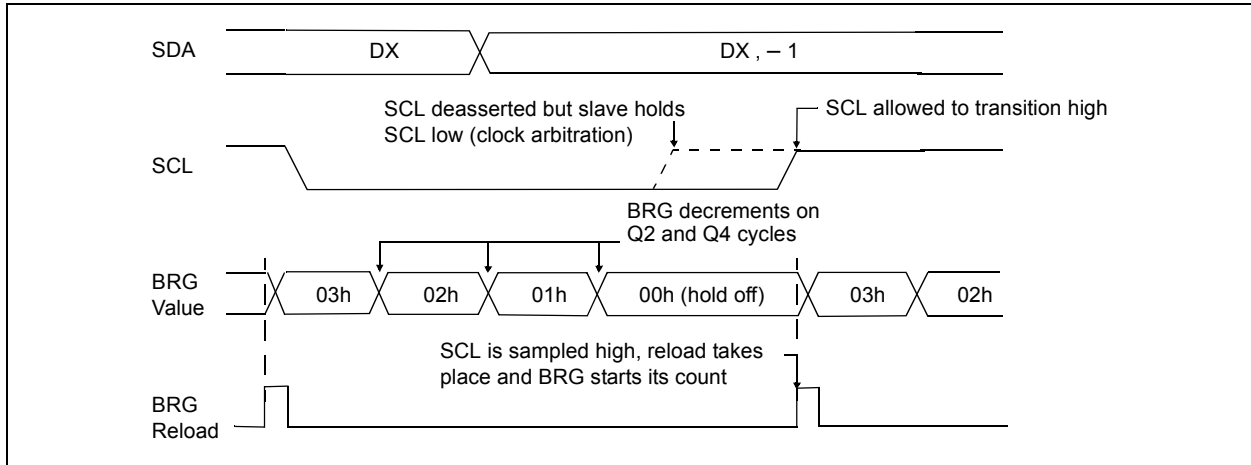 SDA
DX
DX , – 1
SCL deasserted but slave holds
SCL low (clock arbitration)
SCL allowed to transition high
SCL
BRG decrements on
Q2 and Q4 cycles
BRG
Value
03h
02h
01h
00h (hold off)
03h
02h
SCL is sampled high, reload takes
place and BRG starts its count
BRG
Reload